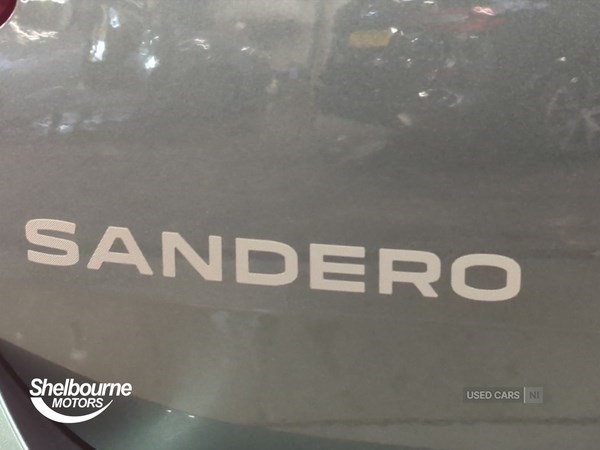 SANDERO
Shelbourne
MOTORS
USED CARS NI